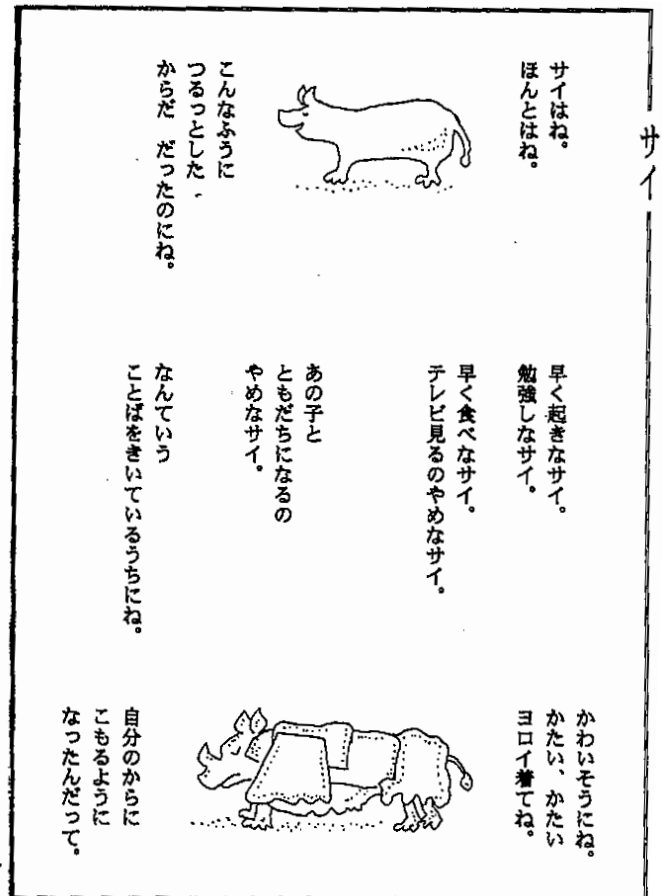 サイ
サイはね。
ほんとはね。
こんなふうに
つるっとした
からだ　だったのにね。
早く起きなサイ。
勉強しなサイ。
早く食べなサイ。
テレビ見るのやめなサイ。
あの子と
ともだちになるの
やめなサイ。
なんていう
ことばをきいているうちにね。
かわいそうにね。
かたい、かたい
ヨロイ着てね。
自分のからに
こもるように
なったんだって。